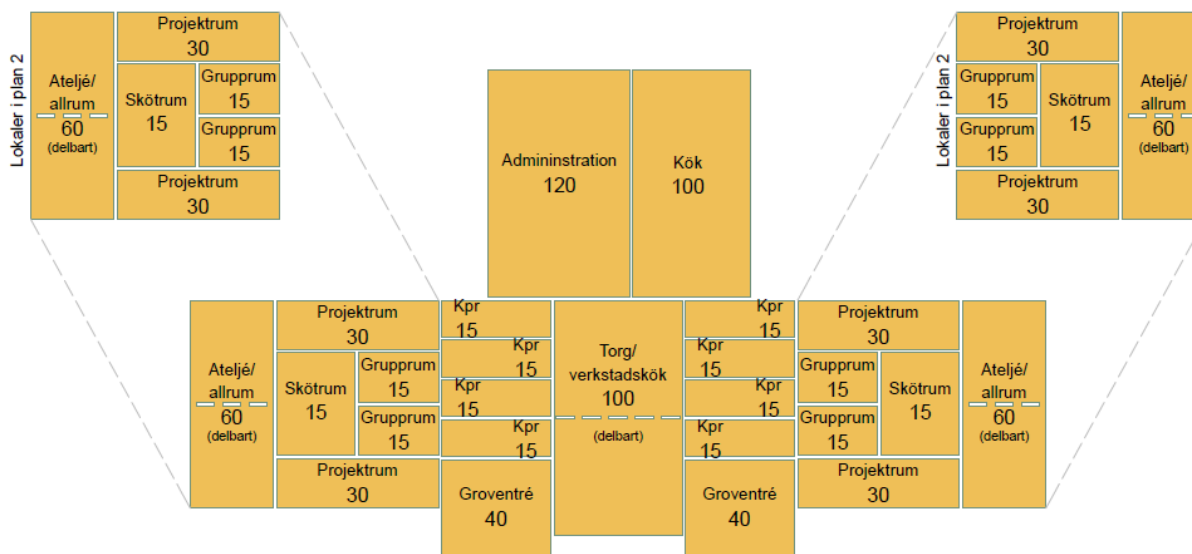 Lokaler i plan 2
Ateljé/
allrum
60
(delbart)
Projektrum
30
Skötrum
15
Grupprum
15
Grupprum
15
Projektrum
30
Projektrum
30
Grupprum
15
Grupprum
15
Skötrum
15
Projektrum
30
Lokaler i plan 2
Ateljé/
allrum
60
(delbart)
Admininstration
120
Kök
100
Ateljé/
allrum
60
(delbart)
Projektrum
30
Skötrum
15
Grupprum
15
Grupprum
15
Projektrum
30
Kpr
15
Kpr
15
Kpr
15
Kpr
15
Groventré
40
Torg/
verkstadskök
100
(delbart)
Kpr
15
Kpr
15
Kpr
15
Kpr
15
Groventré
40
Projektrum
30
Grupprum
15
Grupprum
15
Skötrum
15
Projektrum
30
Ateljé/
allrum
60
(delbart)